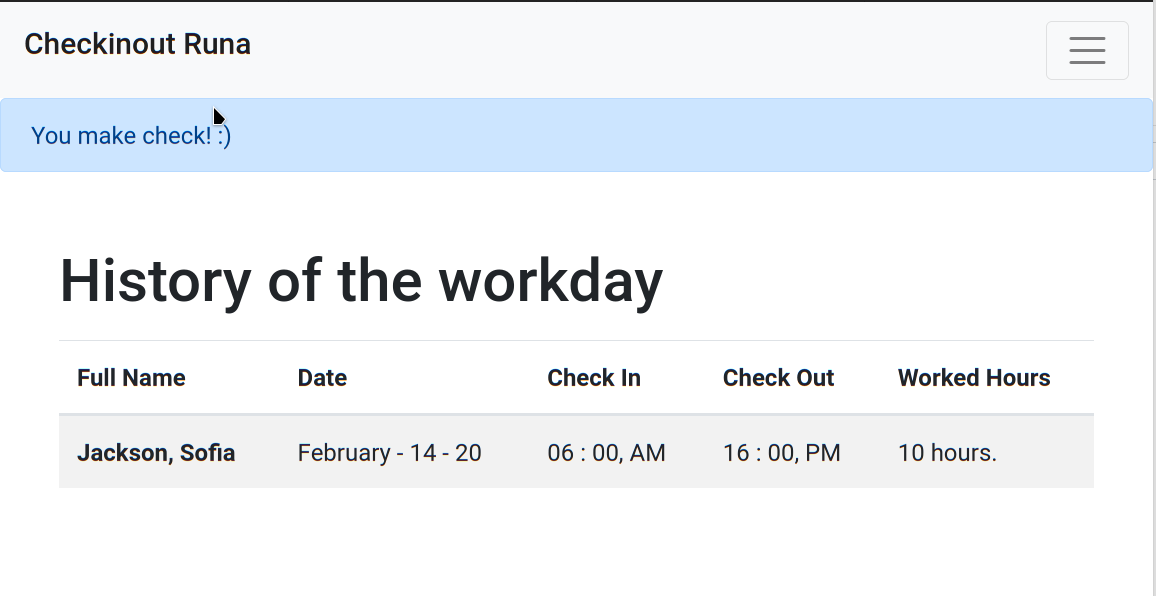 Checkinout Runa
You make check! :)
History of the workday
Full Name Date Check In Check Out Worked Hours
Jackson, Sofia February - 14 - 20 06 : 00, AM 16 : 00, PM 10 hours.